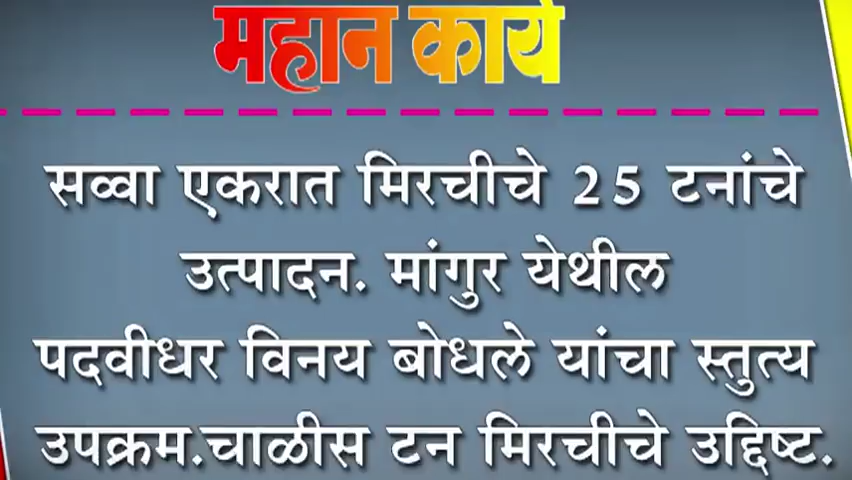 महान कार्य
सव्वा एकरात मिरचीचे 25 टनांचे
उत्पादन. मांगुर येथील
पदवीधर विनय बोधले यांचा स्तुत्य
उपक्रम.चाळीस टन मिरचीचे उद्दिष्ट.